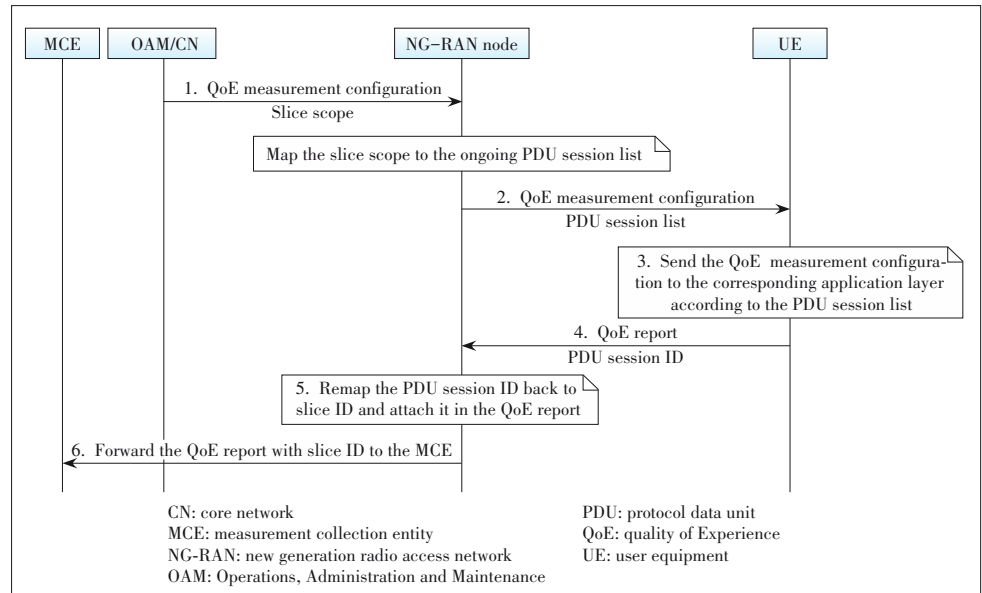 MCE
OAM/CN
NG-RAN node
UE
1. QoE measurement configuration
Slice scope
Map the slice scope to the ongoing PDU session list
2. QoE measurement configuration
PDU session list
3. Send the QoE measurement configura-
tion to the corresponding application layer
according to the PDU session list
4. QoE report
PDU session ID
5. Remap the PDU session ID back to
slice ID and attach it in the QoE report
6. Forward the QoE report with slice ID to the MCE
CN: core network
MCE: measurement collection entity
NG-RAN: new generation radio access network
OAM: Operations, Administration and Maintenance
PDU: protocol data unit
QoE: quality of Experience
UE: user equipment